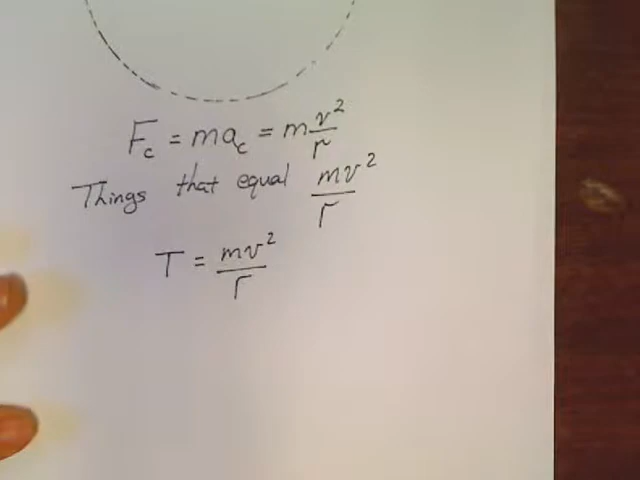 F_c = ma_c = m v²/r
Things that equal mv²/r
T = mv²/r